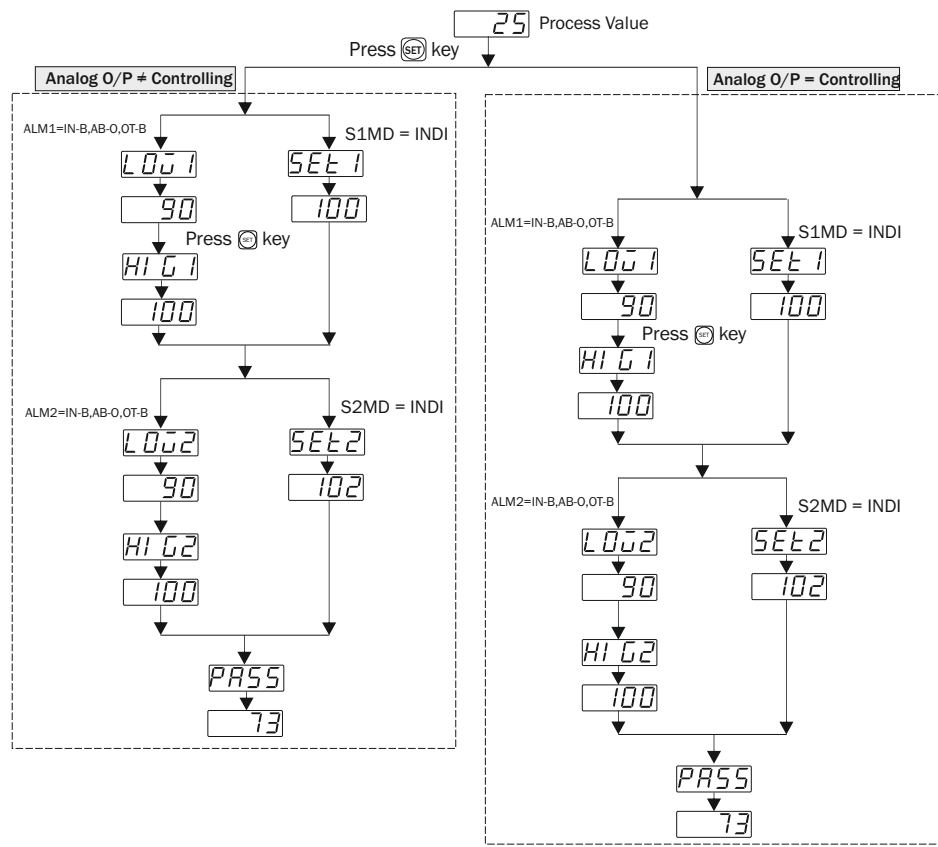 25 Process Value
Press SET key
Analog O/P ≠ Controlling
ALM1=IN-B,AB-O,OT-B
S1MD = INDI
LOW1
SET1
90
100
Press SET key
HIG1
100
ALM2=IN-B,AB-O,OT-B
S2MD = INDI
LOW2
SET2
90
102
HIG2
100
PASS
73
Analog O/P = Controlling
ALM1=IN-B,AB-O,OT-B
S1MD = INDI
LOW1
SET1
90
100
Press SET key
HIG1
100
ALM2=IN-B,AB-O,OT-B
S2MD = INDI
LOW2
SET2
90
102
HIG2
100
PASS
73